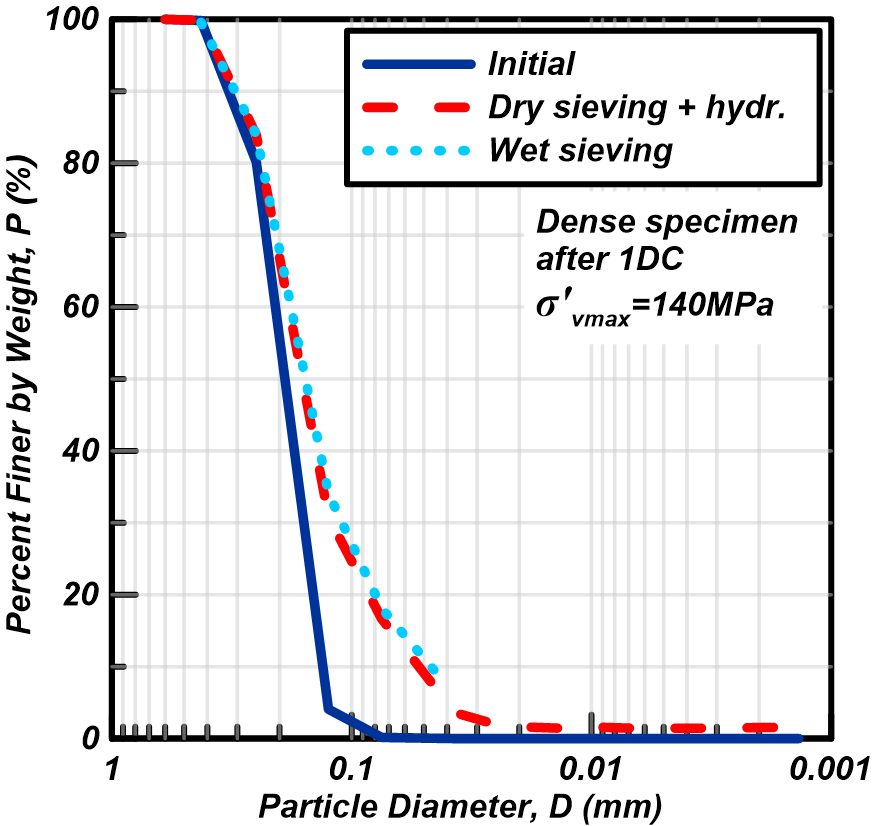 100
80
60
40
20
0
Percent Finer by Weight, P (%)
Initial
Dry sieving + hydr.
Wet sieving
Dense specimen
after 1DC
σ'vmax=140MPa
1
0.1
0.01
0.001
Particle Diameter, D (mm)